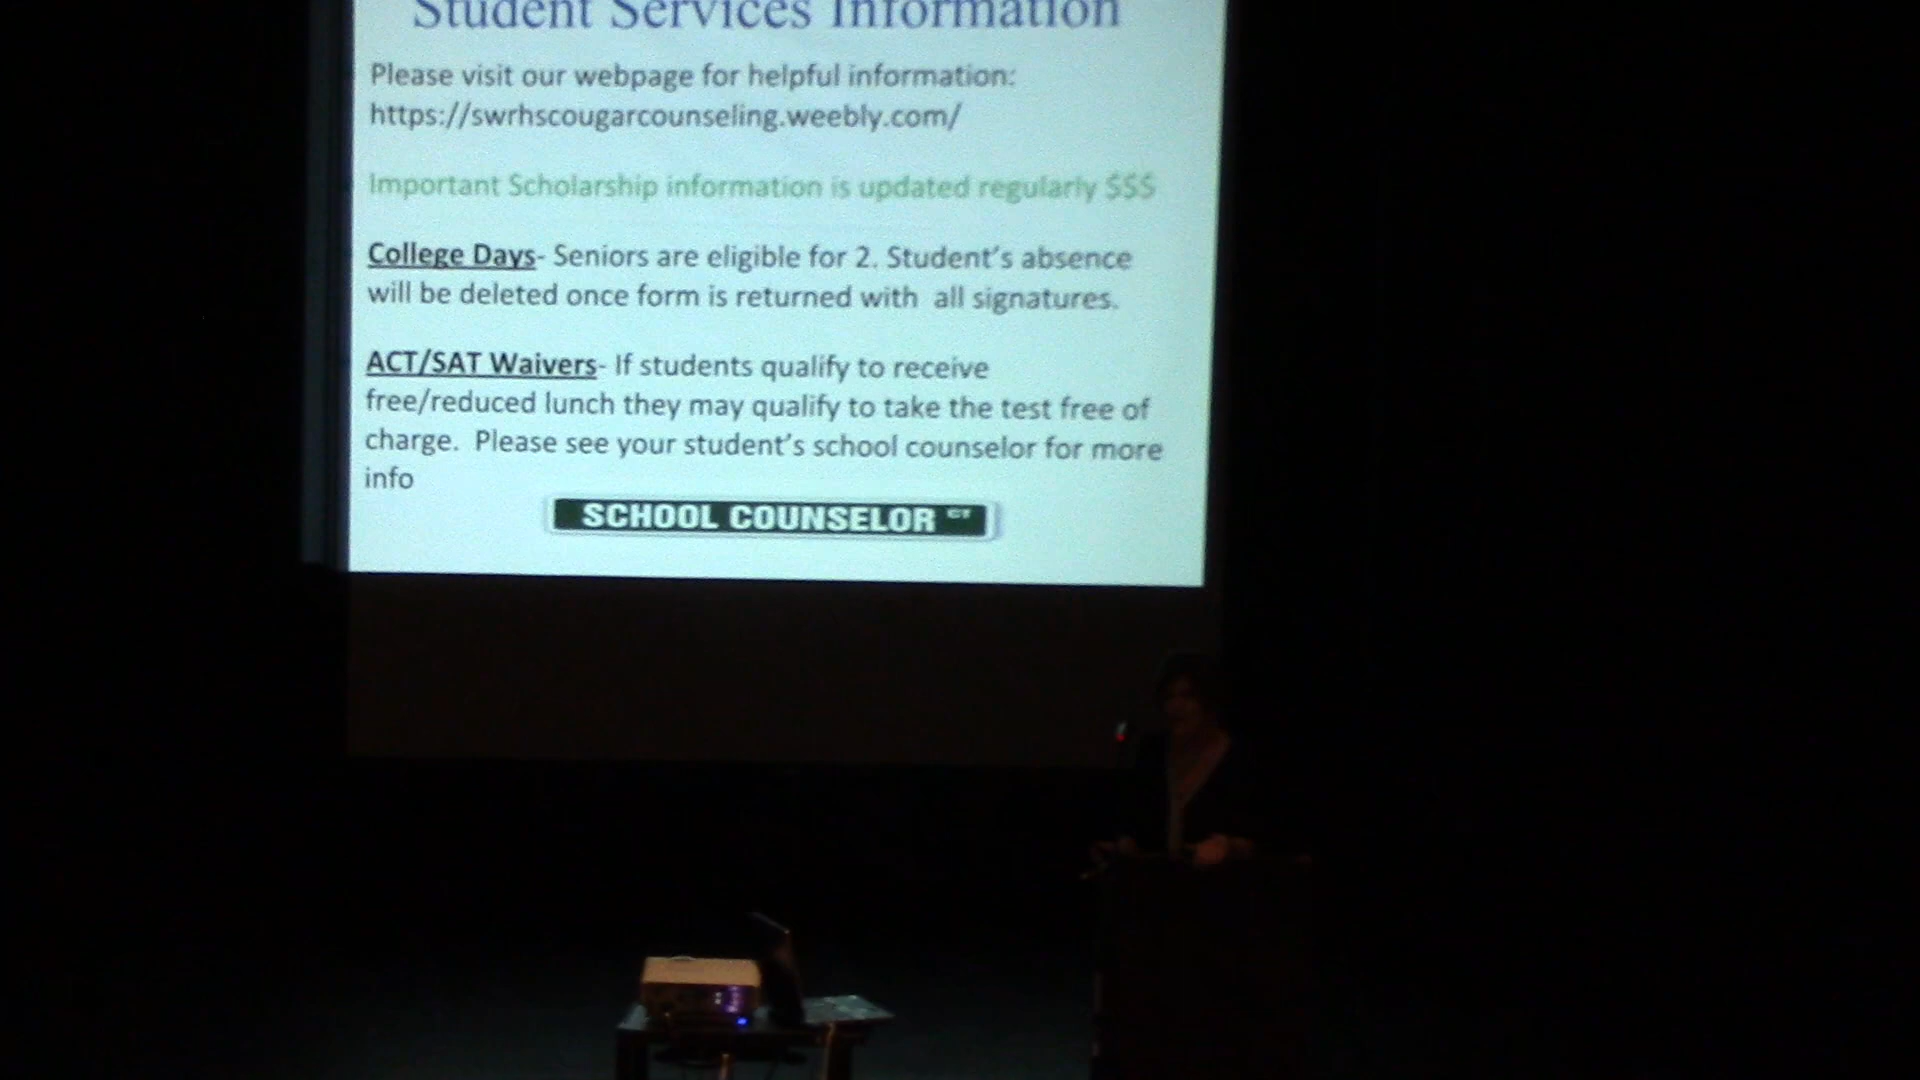 Student Services Information
Please visit our webpage for helpful information:
https://swrhscougarcounseling.weebly.com/
Important Scholarship information is updated regularly $$$
College Days- Seniors are eligible for 2. Student's absence
will be deleted once form is returned with all signatures.
ACT/SAT Waivers- If students qualify to receive
free/reduced lunch they may qualify to take the test free of
charge. Please see your student's school counselor for more
info
SCHOOL COUNSELOR CT